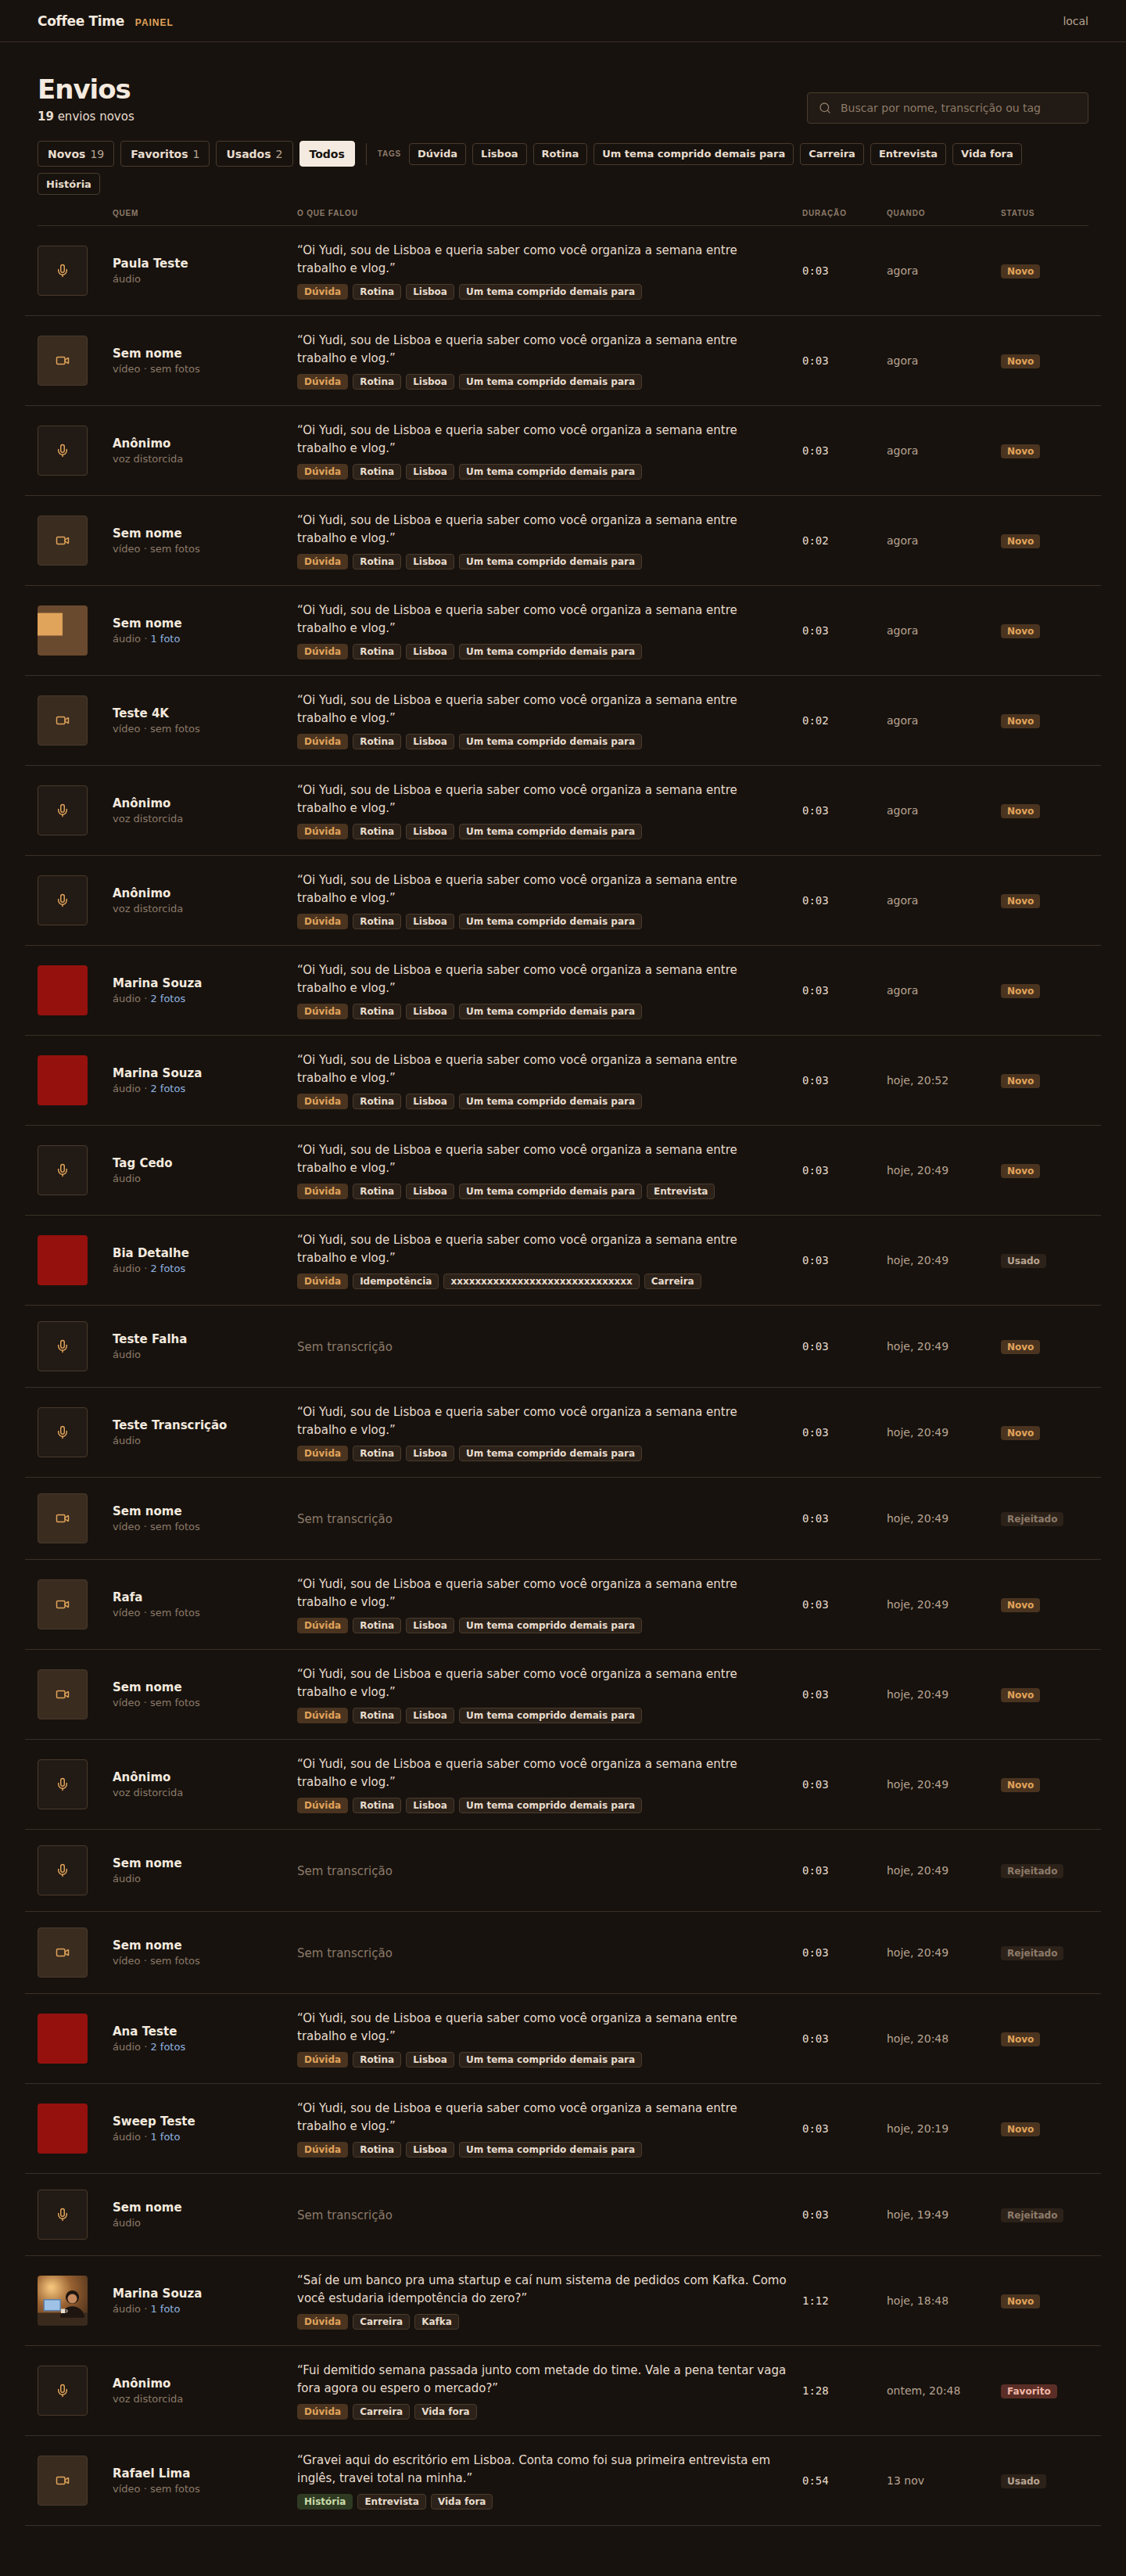 Coffee Time PAINEL local
Envios
19 envios novos
Buscar por nome, transcrição ou tag
Novos 19 Favoritos 1 Usados 2 Todos TAGS Dúvida Lisboa Rotina Um tema comprido demais para Carreira Entrevista Vida fora
História
QUEM O QUE FALOU DURAÇÃO QUANDO STATUS
“Oi Yudi, sou de Lisboa e queria saber como você organiza a semana entre
Paula Teste trabalho e vlog.” 0:03 agora Novo
áudio
Dúvida Rotina Lisboa Um tema comprido demais para
“Oi Yudi, sou de Lisboa e queria saber como você organiza a semana entre
Sem nome trabalho e vlog.” 0:03 agora Novo
vídeo · sem fotos
Dúvida Rotina Lisboa Um tema comprido demais para
“Oi Yudi, sou de Lisboa e queria saber como você organiza a semana entre
Anônimo trabalho e vlog.” 0:03 agora Novo
voz distorcida
Dúvida Rotina Lisboa Um tema comprido demais para
“Oi Yudi, sou de Lisboa e queria saber como você organiza a semana entre
Sem nome trabalho e vlog.” 0:02 agora Novo
vídeo · sem fotos
Dúvida Rotina Lisboa Um tema comprido demais para
“Oi Yudi, sou de Lisboa e queria saber como você organiza a semana entre
Sem nome trabalho e vlog.” 0:03 agora Novo
áudio · 1 foto
Dúvida Rotina Lisboa Um tema comprido demais para
“Oi Yudi, sou de Lisboa e queria saber como você organiza a semana entre
Teste 4K trabalho e vlog.” 0:02 agora Novo
vídeo · sem fotos
Dúvida Rotina Lisboa Um tema comprido demais para
“Oi Yudi, sou de Lisboa e queria saber como você organiza a semana entre
Anônimo trabalho e vlog.” 0:03 agora Novo
voz distorcida
Dúvida Rotina Lisboa Um tema comprido demais para
“Oi Yudi, sou de Lisboa e queria saber como você organiza a semana entre
Anônimo trabalho e vlog.” 0:03 agora Novo
voz distorcida
Dúvida Rotina Lisboa Um tema comprido demais para
“Oi Yudi, sou de Lisboa e queria saber como você organiza a semana entre
Marina Souza trabalho e vlog.” 0:03 agora Novo
áudio · 2 fotos
Dúvida Rotina Lisboa Um tema comprido demais para
“Oi Yudi, sou de Lisboa e queria saber como você organiza a semana entre
Marina Souza trabalho e vlog.” 0:03 hoje, 20:52 Novo
áudio · 2 fotos
Dúvida Rotina Lisboa Um tema comprido demais para
“Oi Yudi, sou de Lisboa e queria saber como você organiza a semana entre
Tag Cedo trabalho e vlog.” 0:03 hoje, 20:49 Novo
áudio
Dúvida Rotina Lisboa Um tema comprido demais para Entrevista
“Oi Yudi, sou de Lisboa e queria saber como você organiza a semana entre
Bia Detalhe trabalho e vlog.” 0:03 hoje, 20:49 Usado
áudio · 2 fotos
Dúvida Idempotência xxxxxxxxxxxxxxxxxxxxxxxxxxxxxx Carreira
Teste Falha Sem transcrição 0:03 hoje, 20:49 Novo
áudio
“Oi Yudi, sou de Lisboa e queria saber como você organiza a semana entre
Teste Transcrição trabalho e vlog.” 0:03 hoje, 20:49 Novo
áudio
Dúvida Rotina Lisboa Um tema comprido demais para
Sem nome Sem transcrição 0:03 hoje, 20:49 Rejeitado
vídeo · sem fotos
“Oi Yudi, sou de Lisboa e queria saber como você organiza a semana entre
Rafa trabalho e vlog.” 0:03 hoje, 20:49 Novo
vídeo · sem fotos
Dúvida Rotina Lisboa Um tema comprido demais para
“Oi Yudi, sou de Lisboa e queria saber como você organiza a semana entre
Sem nome trabalho e vlog.” 0:03 hoje, 20:49 Novo
vídeo · sem fotos
Dúvida Rotina Lisboa Um tema comprido demais para
“Oi Yudi, sou de Lisboa e queria saber como você organiza a semana entre
Anônimo trabalho e vlog.” 0:03 hoje, 20:49 Novo
voz distorcida
Dúvida Rotina Lisboa Um tema comprido demais para
Sem nome Sem transcrição 0:03 hoje, 20:49 Rejeitado
áudio
Sem nome Sem transcrição 0:03 hoje, 20:49 Rejeitado
vídeo · sem fotos
“Oi Yudi, sou de Lisboa e queria saber como você organiza a semana entre
Ana Teste trabalho e vlog.” 0:03 hoje, 20:48 Novo
áudio · 2 fotos
Dúvida Rotina Lisboa Um tema comprido demais para
“Oi Yudi, sou de Lisboa e queria saber como você organiza a semana entre
Sweep Teste trabalho e vlog.” 0:03 hoje, 20:19 Novo
áudio · 1 foto
Dúvida Rotina Lisboa Um tema comprido demais para
Sem nome Sem transcrição 0:03 hoje, 19:49 Rejeitado
áudio
“Saí de um banco pra uma startup e caí num sistema de pedidos com Kafka. Como
Marina Souza você estudaria idempotência do zero?” 1:12 hoje, 18:48 Novo
áudio · 1 foto
Dúvida Carreira Kafka
“Fui demitido semana passada junto com metade do time. Vale a pena tentar vaga
Anônimo fora agora ou espero o mercado?” 1:28 ontem, 20:48 Favorito
voz distorcida
Dúvida Carreira Vida fora
“Gravei aqui do escritório em Lisboa. Conta como foi sua primeira entrevista em
Rafael Lima inglês, travei total na minha.” 0:54 13 nov Usado
vídeo · sem fotos
História Entrevista Vida fora